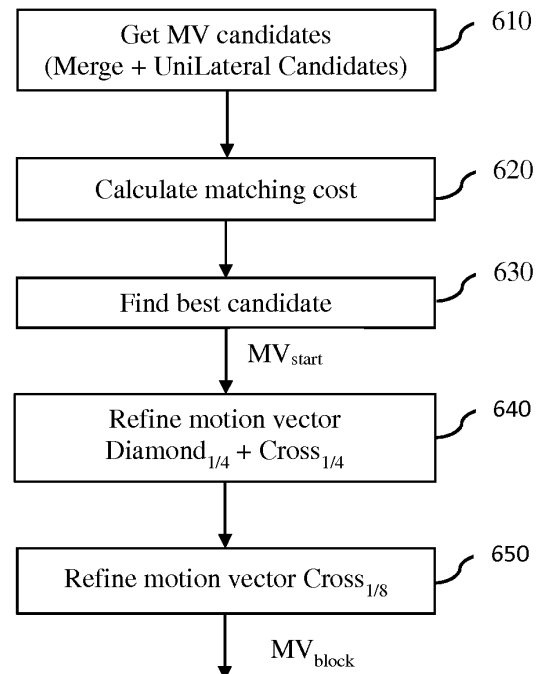 Get MV candidates
(Merge + UniLateral Candidates)
610
Calculate matching cost
620
Find best candidate
630
MVstart
Refine motion vector
Diamond1/4 + Cross1/4
640
Refine motion vector Cross1/8
650
MVblock